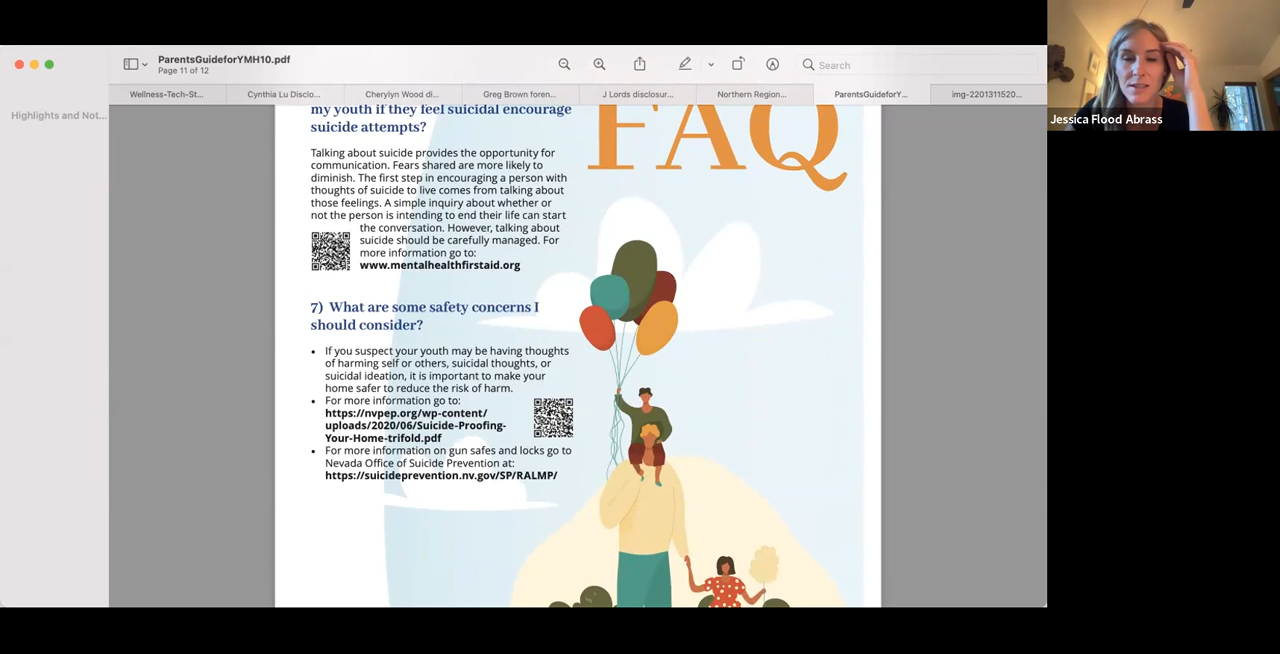 ParentsGuideforYMH10.pdf
Page 11 of 12
Search
Wellness-Tech-St...
Cynthia Lu Disclo...
Cherylyn Wood di...
Greg Brown foren...
J Lords disclosur...
Northern Region...
ParentsGuideforY...
img-2201311520...
Highlights and Not...
Jessica Flood Abrass
my youth if they feel suicidal encourage
suicide attempts?
FAQ
Talking about suicide provides the opportunity for
communication. Fears shared are more likely to
diminish. The first step in encouraging a person with
thoughts of suicide to live comes from talking about
those feelings. A simple inquiry about whether or
not the person is intending to end their life can start
the conversation. However, talking about
suicide should be carefully managed. For
more information go to:
www.mentalhealthfirstaid.org
7) What are some safety concerns I
should consider?
• If you suspect your youth may be having thoughts
of harming self or others, suicidal thoughts, or
suicidal ideation, it is important to make your
home safer to reduce the risk of harm.
• For more information go to:
https://nvpep.org/wp-content/
uploads/2020/06/Suicide-Proofing-
Your-Home-trifold.pdf
• For more information on gun safes and locks go to
Nevada Office of Suicide Prevention at:
https://suicideprevention.nv.gov/SP/RALMP/